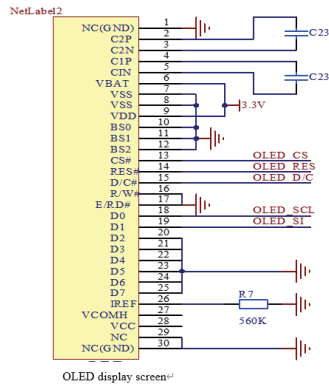 NetLabel2
NC(GND) 1
C2P 2
C2N 3
C1P 4
CIN 5
VBAT 6
VSS 7
VSS 8
VDD 9
BS0 10
BS1 11
BS2 12
CS# 13
RES# 14
D/C# 15
R/W# 16
E/RD# 17
D0 18
D1 19
D2 20
D3 21
D4 22
D5 23
D6 24
D7 25
IREF 26
VCOMH 27
VCC 28
NC 29
NC(GND) 30
C23
C23
3.3V
OLED_CS
OLED_RES
OLED_D/C
OLED_SCL
OLED_SI
R7
560K
OLED display screen↵